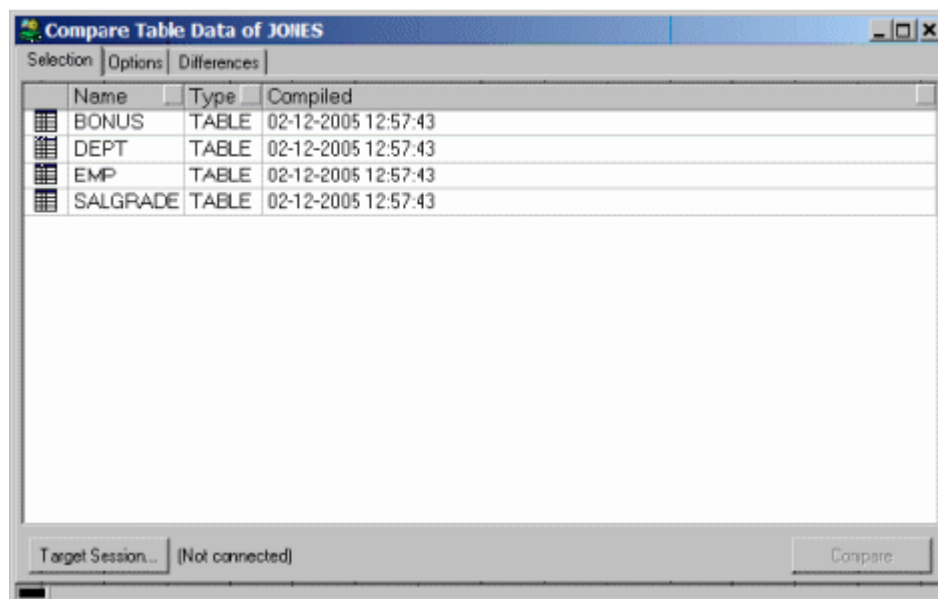 Compare Table Data of JONES
Selection Options Differences
Name Type Compiled
BONUS TABLE 02-12-2005 12:57:43
DEPT TABLE 02-12-2005 12:57:43
EMP TABLE 02-12-2005 12:57:43
SALGRADE TABLE 02-12-2005 12:57:43
Target Session... (Not connected) Compare